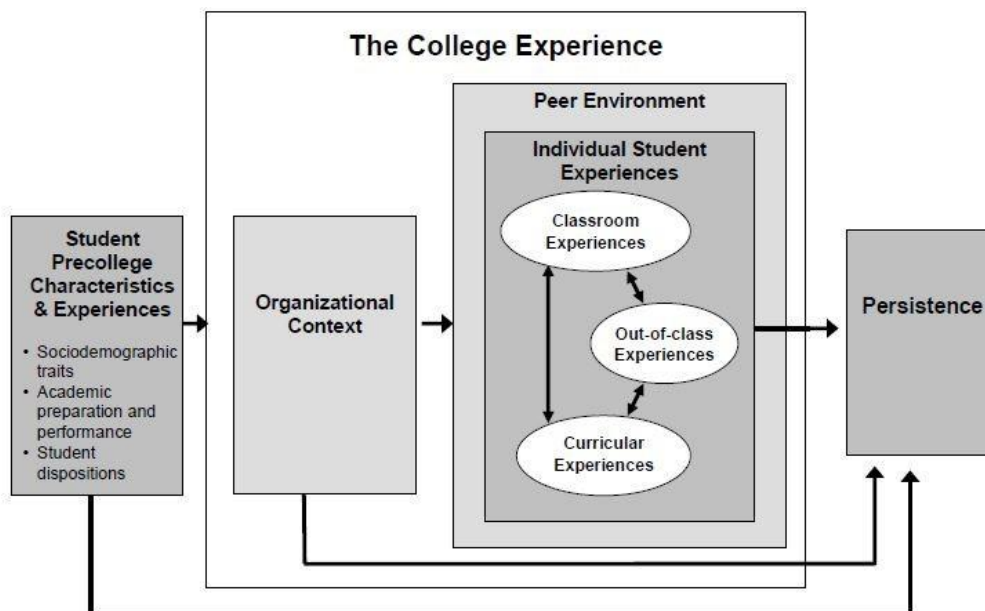 The College Experience
Peer Environment
Individual Student
Experiences
Classroom
Experiences
Student
Precollege
Characteristics
& Experiences
• Sociodemographic
traits
• Academic
preparation and
performance
• Student
dispositions
Organizational
Context
Out-of-class
Experiences
Curricular
Experiences
Persistence